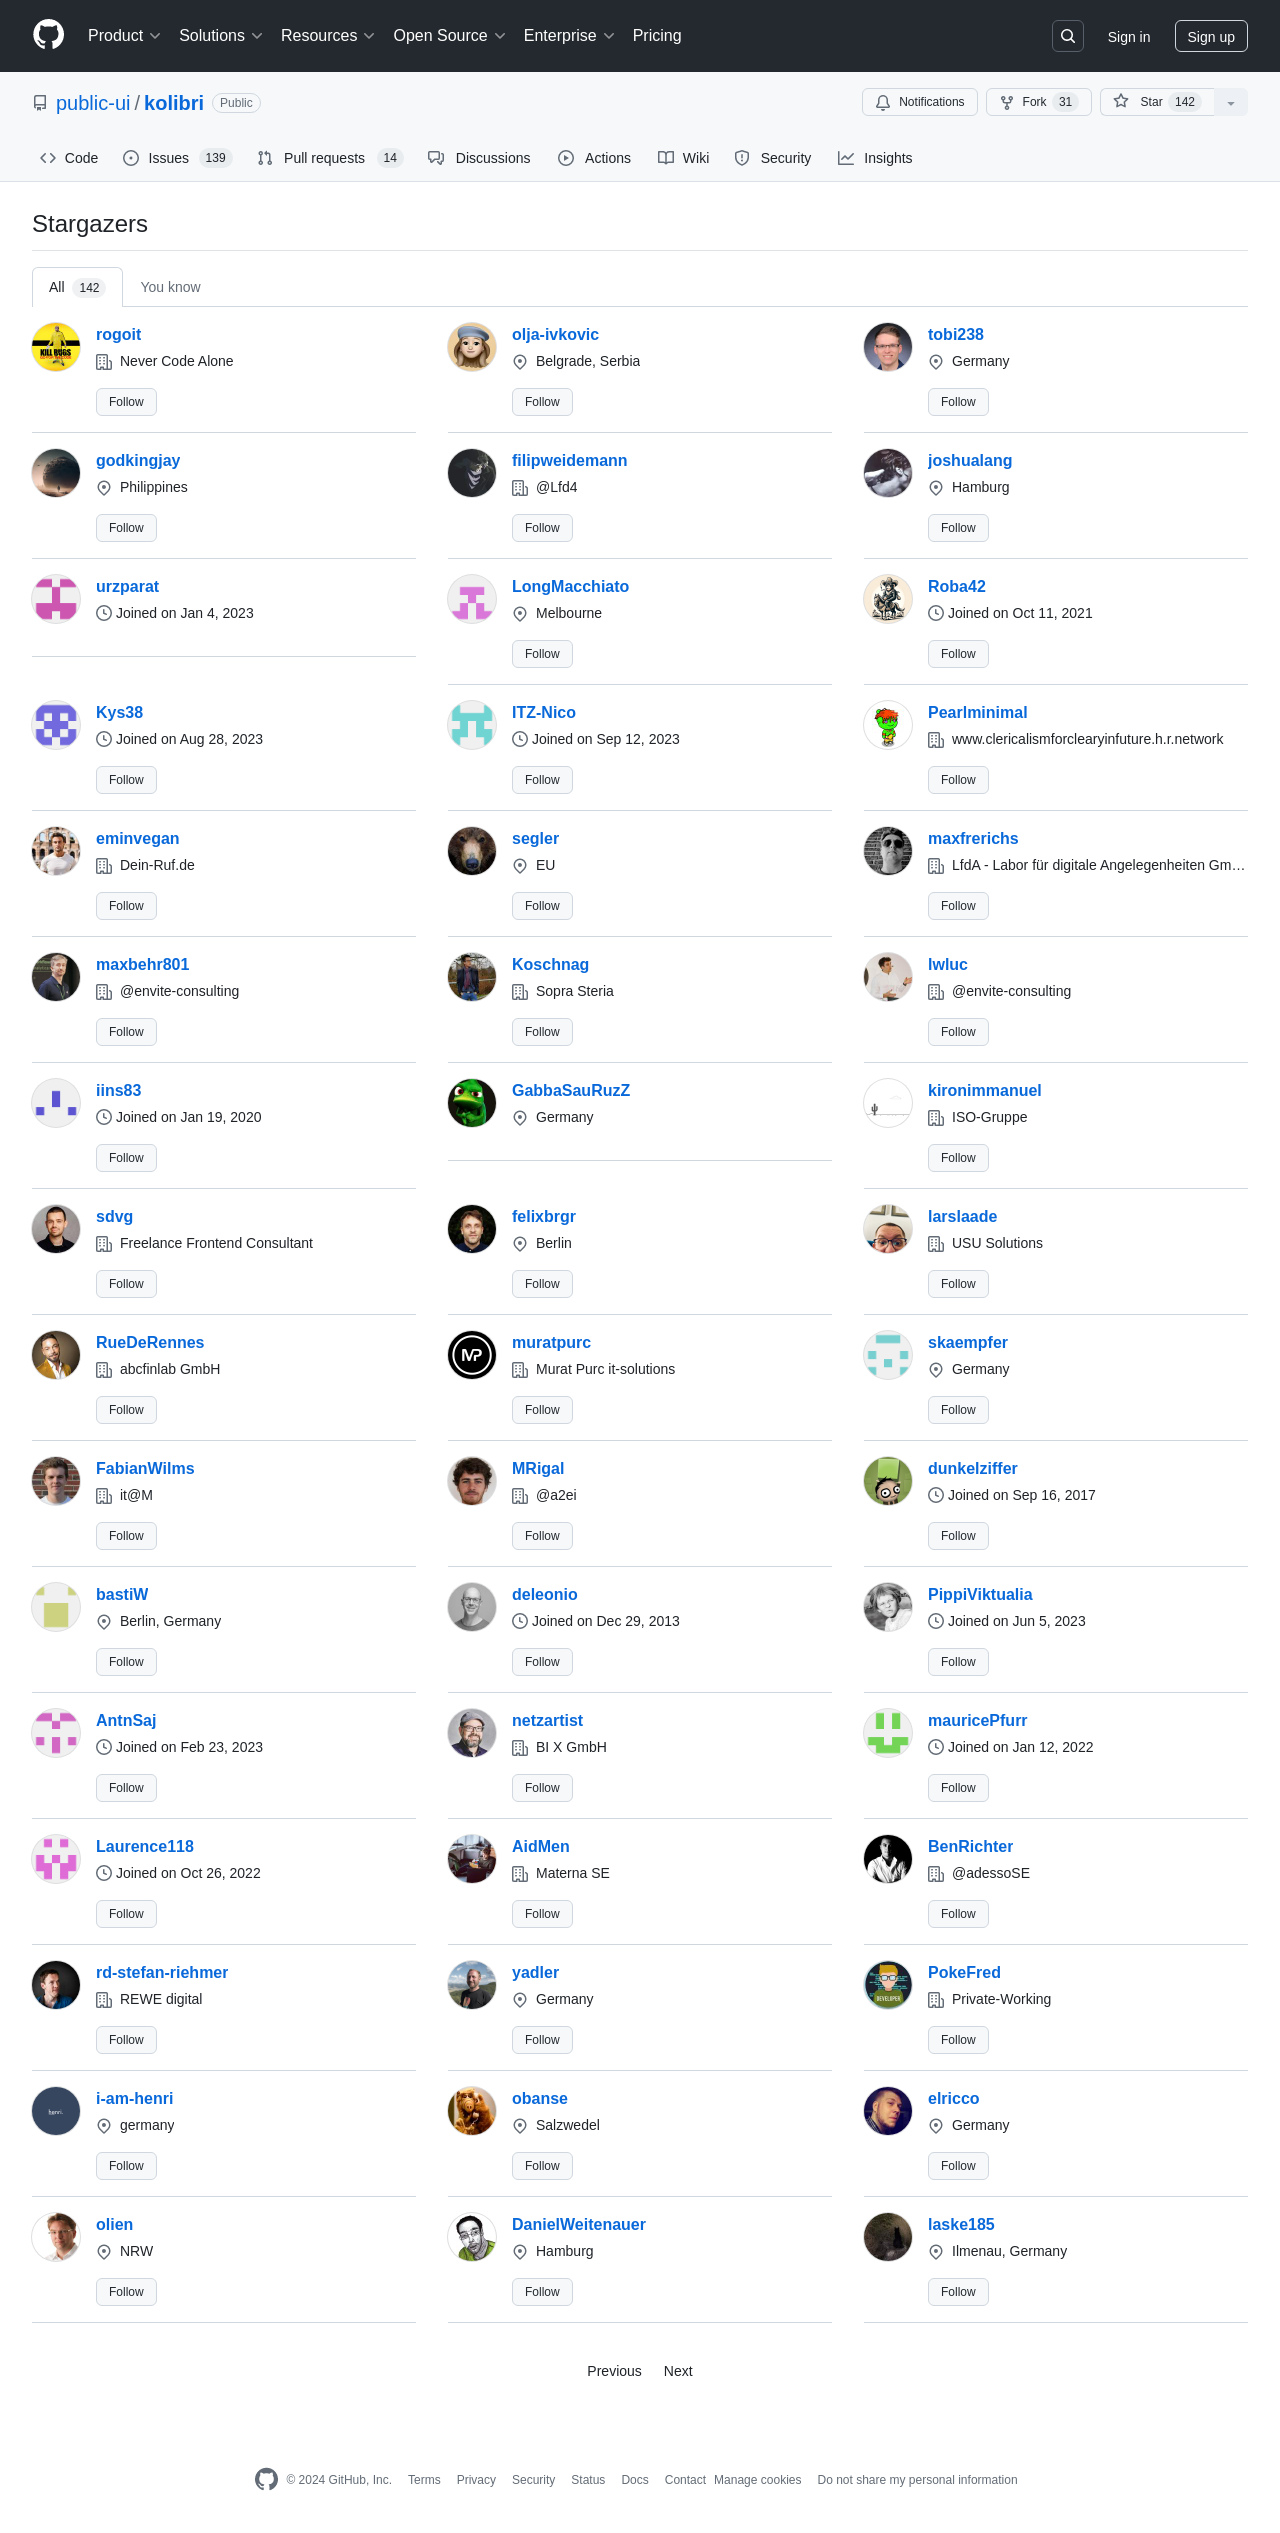 Product Solutions Resources Open Source Enterprise Pricing Sign in Sign up
public-ui / kolibri Public Notifications Fork 31 Star 142
Code Issues 139 Pull requests 14 Discussions Actions Wiki Security Insights
Stargazers
All 142 You know
rogoit olja-ivkovic tobi238
Never Code Alone Belgrade, Serbia Germany
Follow Follow Follow
godkingjay filipweidemann joshualang
Philippines @Lfd4 Hamburg
Follow Follow Follow
urzparat LongMacchiato Roba42
Joined on Jan 4, 2023 Melbourne Joined on Oct 11, 2021
Follow Follow
Kys38 ITZ-Nico Pearlminimal
Joined on Aug 28, 2023 Joined on Sep 12, 2023 www.clericalismforclearyinfuture.h.r.network
Follow Follow Follow
eminvegan segler maxfrerichs
Dein-Ruf.de EU LfdA - Labor für digitale Angelegenheiten Gm…
Follow Follow Follow
maxbehr801 Koschnag lwluc
@envite-consulting Sopra Steria @envite-consulting
Follow Follow Follow
iins83 GabbaSauRuzZ kironimmanuel
Joined on Jan 19, 2020 Germany ISO-Gruppe
Follow Follow
sdvg felixbrgr larslaade
Freelance Frontend Consultant Berlin USU Solutions
Follow Follow Follow
RueDeRennes muratpurc skaempfer
abcfinlab GmbH Murat Purc it-solutions Germany
Follow Follow Follow
FabianWilms MRigal dunkelziffer
it@M @a2ei Joined on Sep 16, 2017
Follow Follow Follow
bastiW deleonio PippiViktualia
Berlin, Germany Joined on Dec 29, 2013 Joined on Jun 5, 2023
Follow Follow Follow
AntnSaj netzartist mauricePfurr
Joined on Feb 23, 2023 BI X GmbH Joined on Jan 12, 2022
Follow Follow Follow
Laurence118 AidMen BenRichter
Joined on Oct 26, 2022 Materna SE @adessoSE
Follow Follow Follow
rd-stefan-riehmer yadler PokeFred
REWE digital Germany Private-Working
Follow Follow Follow
i-am-henri obanse elricco
germany Salzwedel Germany
Follow Follow Follow
olien DanielWeitenauer laske185
NRW Hamburg Ilmenau, Germany
Follow Follow Follow
Previous Next
© 2024 GitHub, Inc. Terms Privacy Security Status Docs Contact Manage cookies Do not share my personal information